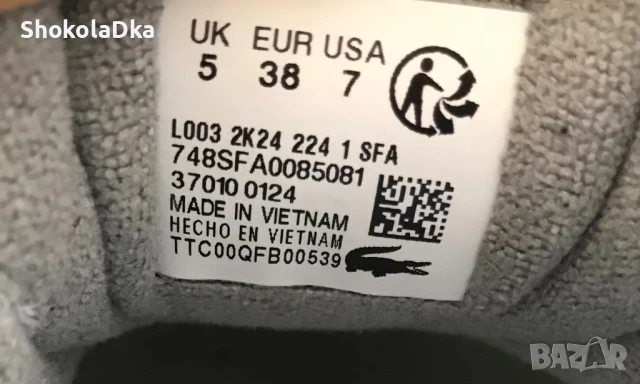 ShokolaDka
UK EUR USA
5 38 7
L003 2K24 224 1 SFA
748SFA0085081
37010 0124
MADE IN VIETNAM
HECHO EN VIETNAM
TTC00QFB00539
BAZAR